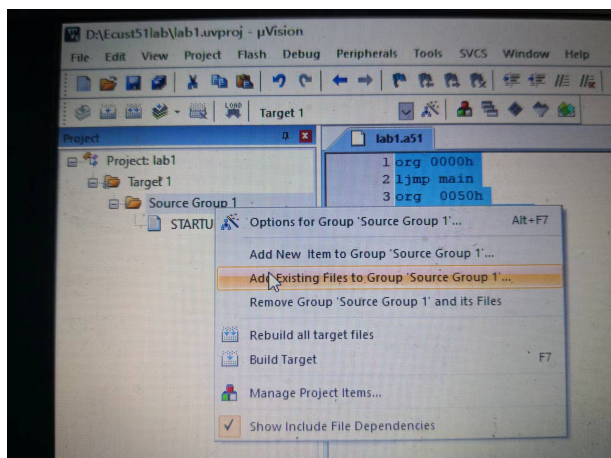 D:\Ecust51lab\lab1.uvproj - µVision
File Edit View Project Flash Debug Peripherals Tools SVCS Window Help
LOAD Target 1
Project
lab1.a51
Project: lab1
Target 1
Source Group 1
STARTU
1 org 0000h
2 ljmp main
3 org 0050h
Options for Group 'Source Group 1'... Alt+F7
Add New Item to Group 'Source Group 1'...
Add Existing Files to Group 'Source Group 1'...
Remove Group 'Source Group 1' and its Files
Rebuild all target files
Build Target F7
Manage Project Items...
Show Include File Dependencies